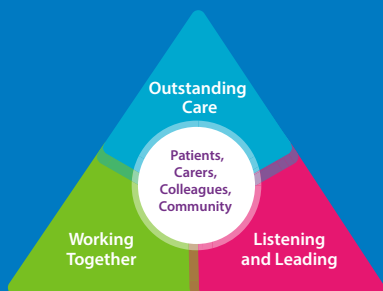 Outstanding
Care
Patients,
Carers,
Colleagues,
Community
Working
Together
Listening
and Leading